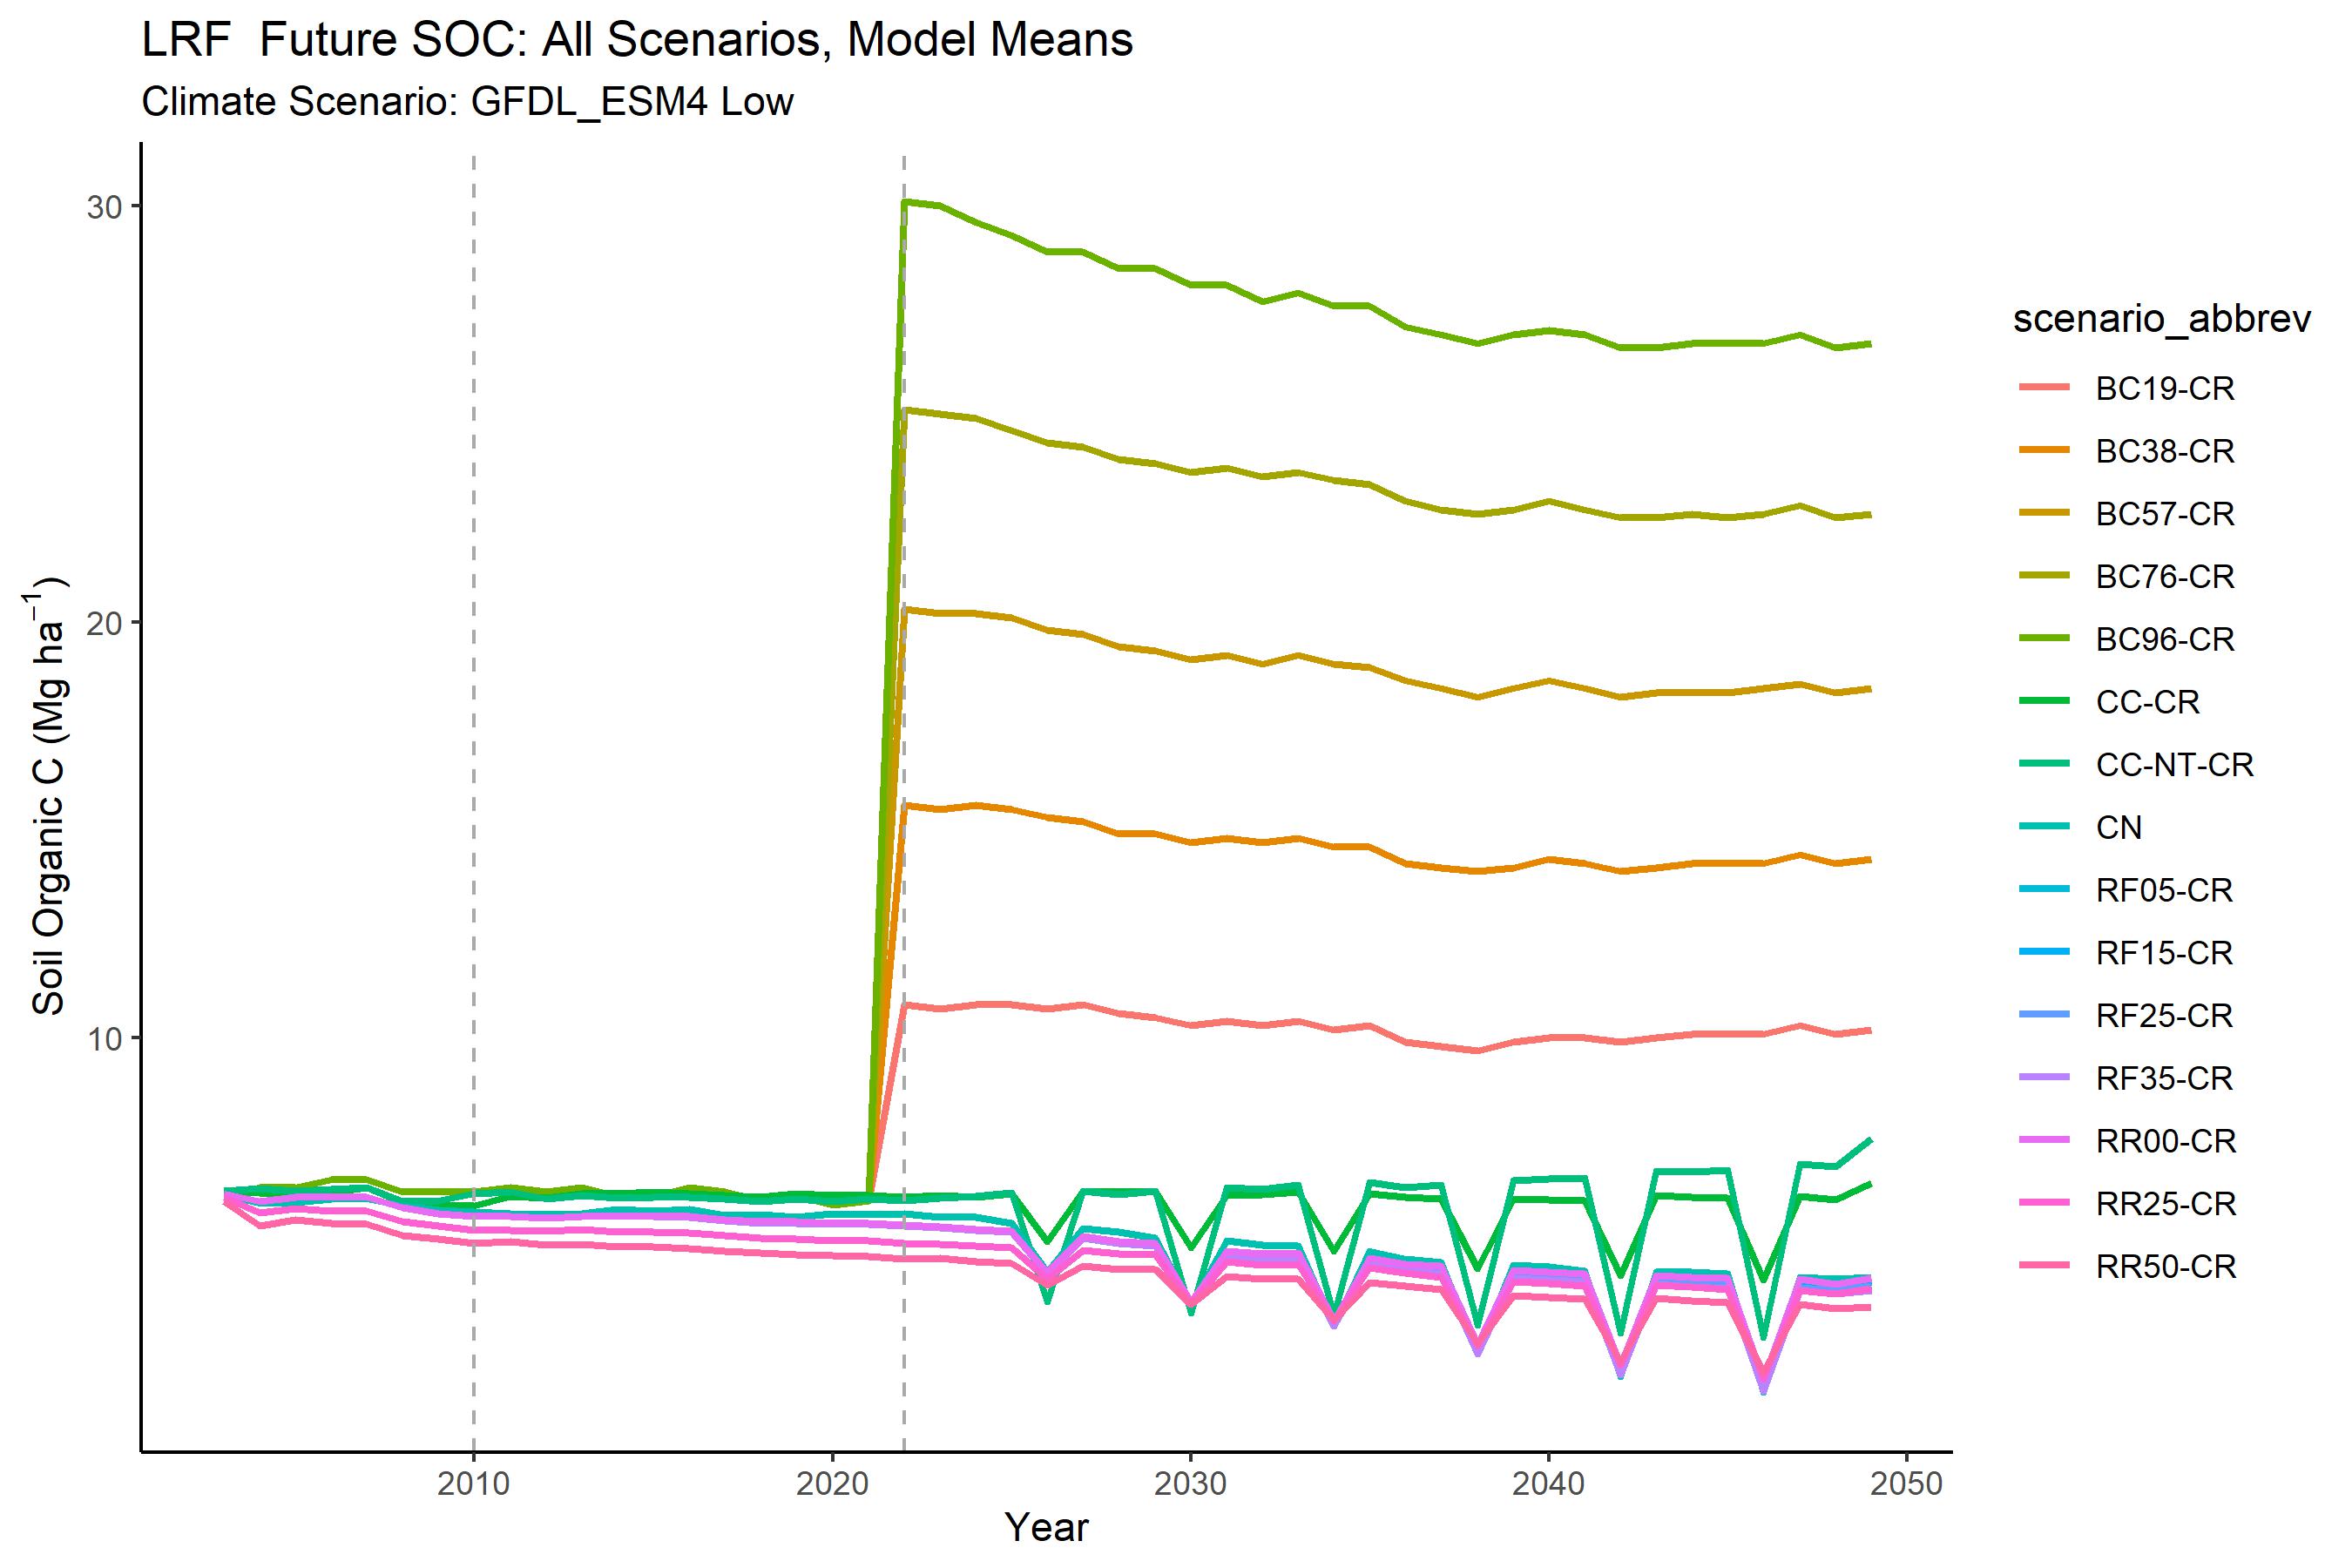 LRF  Future SOC: All Scenarios, Model Means
Climate Scenario: GFDL_ESM4 Low
Soil Organic C (Mg ha⁻¹)
30
20
10
2010
2020
2030
2040
2050
Year
scenario_abbrev
BC19-CR
BC38-CR
BC57-CR
BC76-CR
BC96-CR
CC-CR
CC-NT-CR
CN
RF05-CR
RF15-CR
RF25-CR
RF35-CR
RR00-CR
RR25-CR
RR50-CR